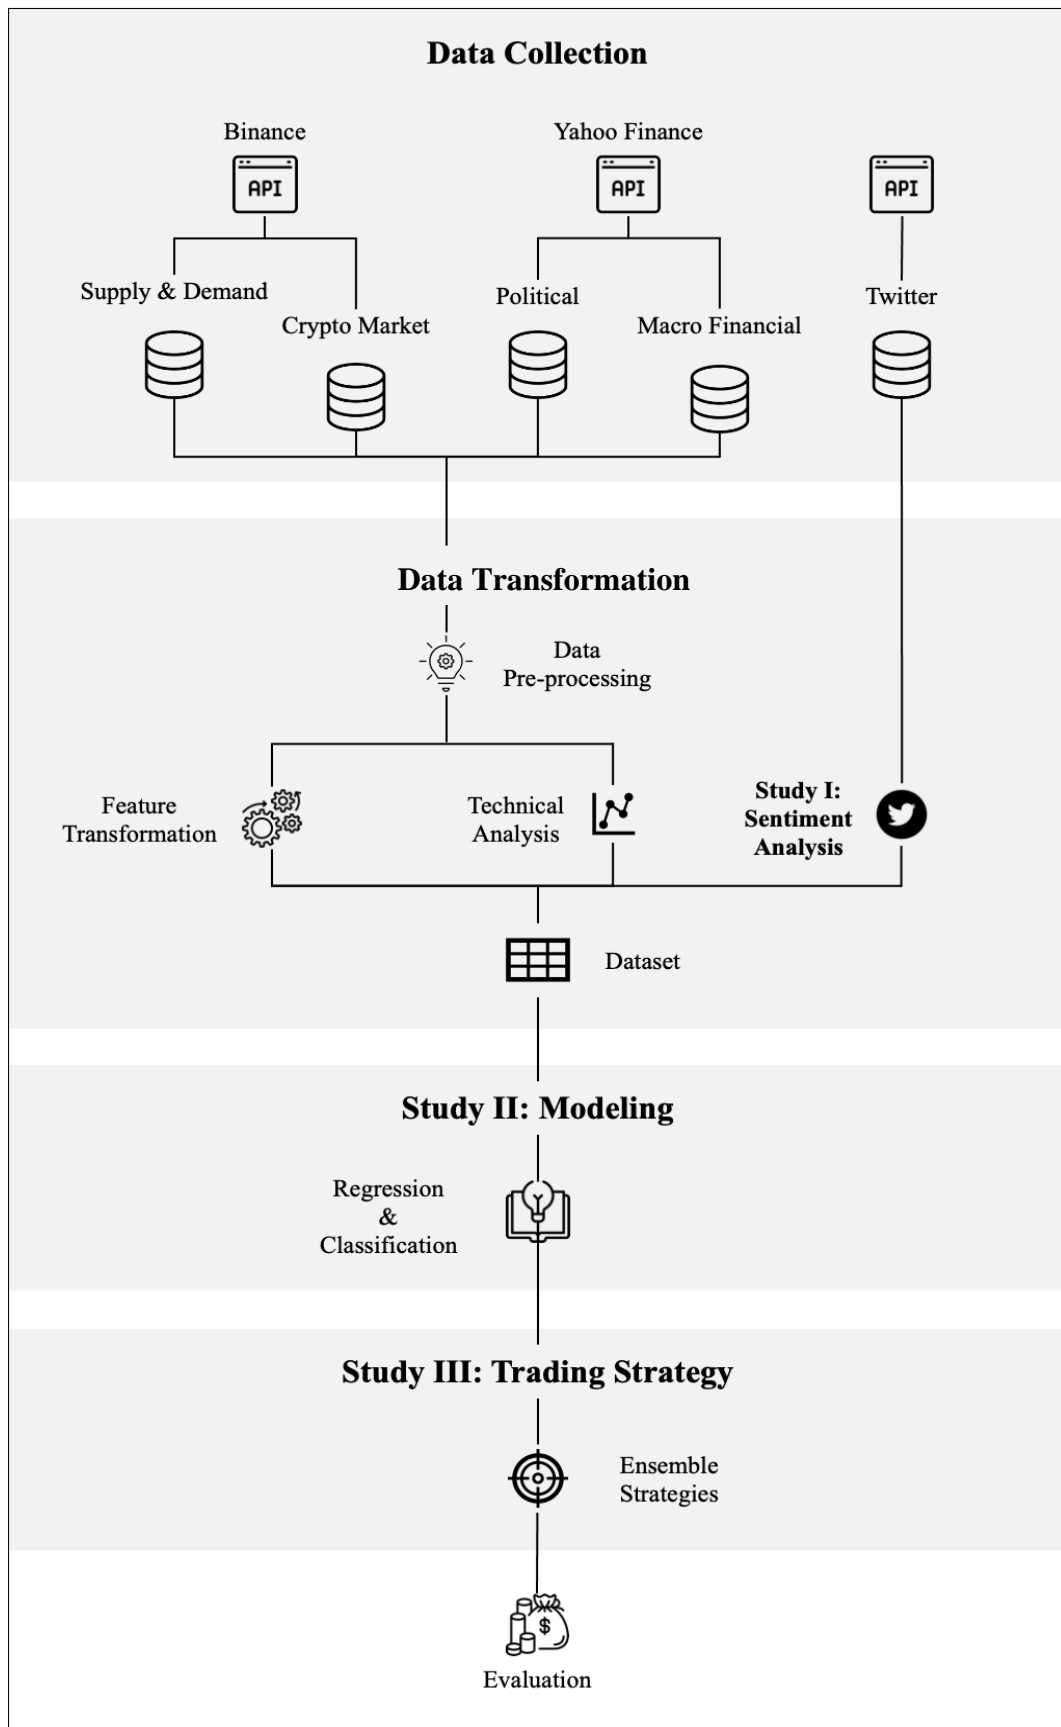 Data Collection
Binance
Yahoo Finance
API
API
API
Supply & Demand
Political
Twitter
Crypto Market
Macro Financial
Data Transformation
Data
Pre-processing
Feature
Transformation
Technical
Analysis
Study I:
Sentiment
Analysis
Dataset
Study II: Modeling
Regression
&
Classification
Study III: Trading Strategy
Ensemble
Strategies
$
Evaluation